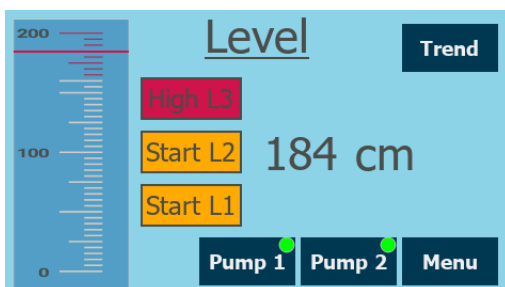 200
Level
Trend
High L3
100
Start L2
184 cm
Start L1
0
Pump 1
Pump 2
Menu